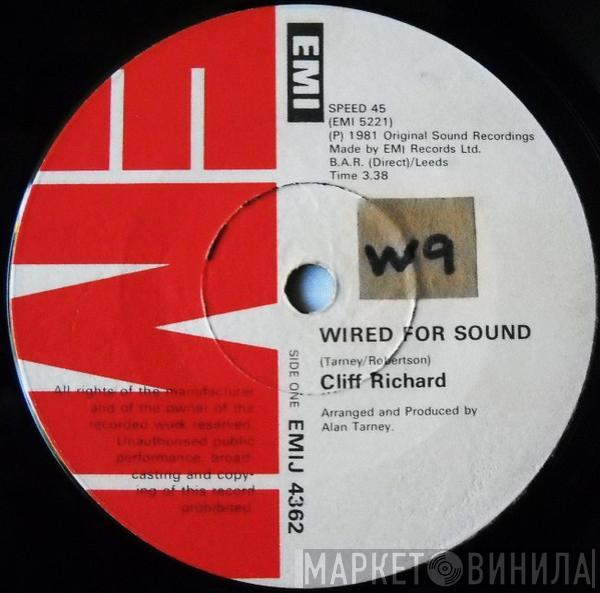 EMI
EMI
SPEED 45
(EMI 5221)
(P) 1981 Original Sound Recordings
Made by EMI Records Ltd.
B.A.R. (Direct)/Leeds
Time 3.38
W9
WIRED FOR SOUND
(Tarney/Robertson)
Cliff Richard
Arranged and Produced by
Alan Tarney.
SIDE ONE EMIJ 4362
All rights of the manufacturer
and of the owner of the
recorded work reserved.
Unauthorised public
performance, broad-
casting and copy-
ing of this record
prohibited.
МАРКЕТ ВИНИЛА